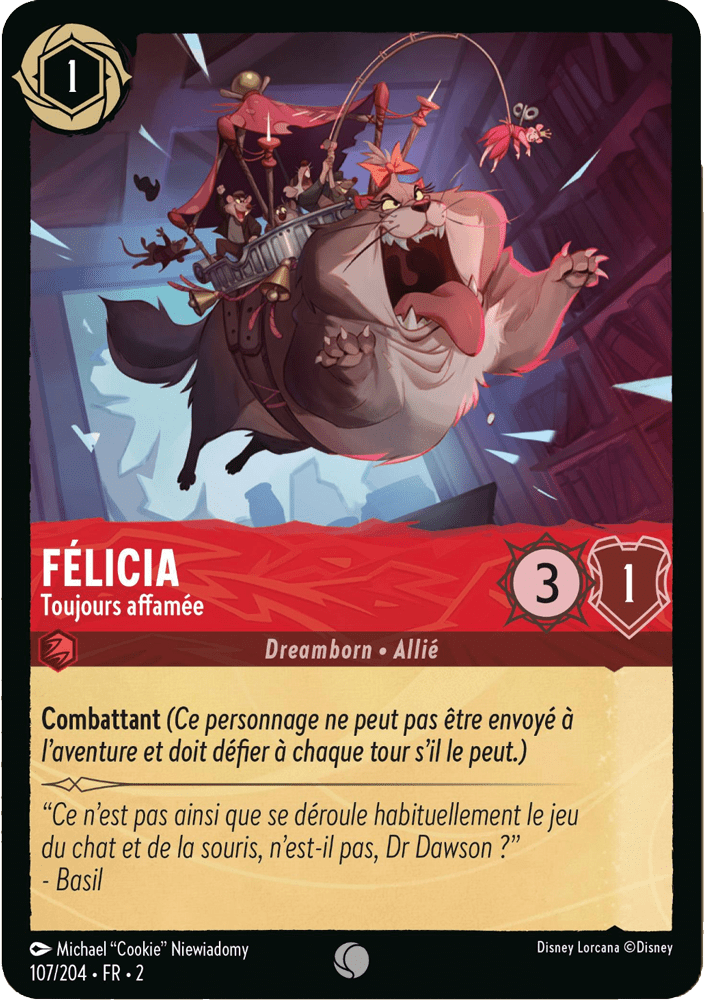 1
FÉLICIA
Toujours affamée
3
1
Dreamborn • Allié
Combattant (Ce personnage ne peut pas être envoyé à
l’aventure et doit défier à chaque tour s’il le peut.)
“Ce n’est pas ainsi que se déroule habituellement le jeu
du chat et de la souris, n’est-il pas, Dr Dawson ?”
- Basil
Michael “Cookie” Niewiadomy
107/204 • FR • 2
Disney Lorcana ©Disney